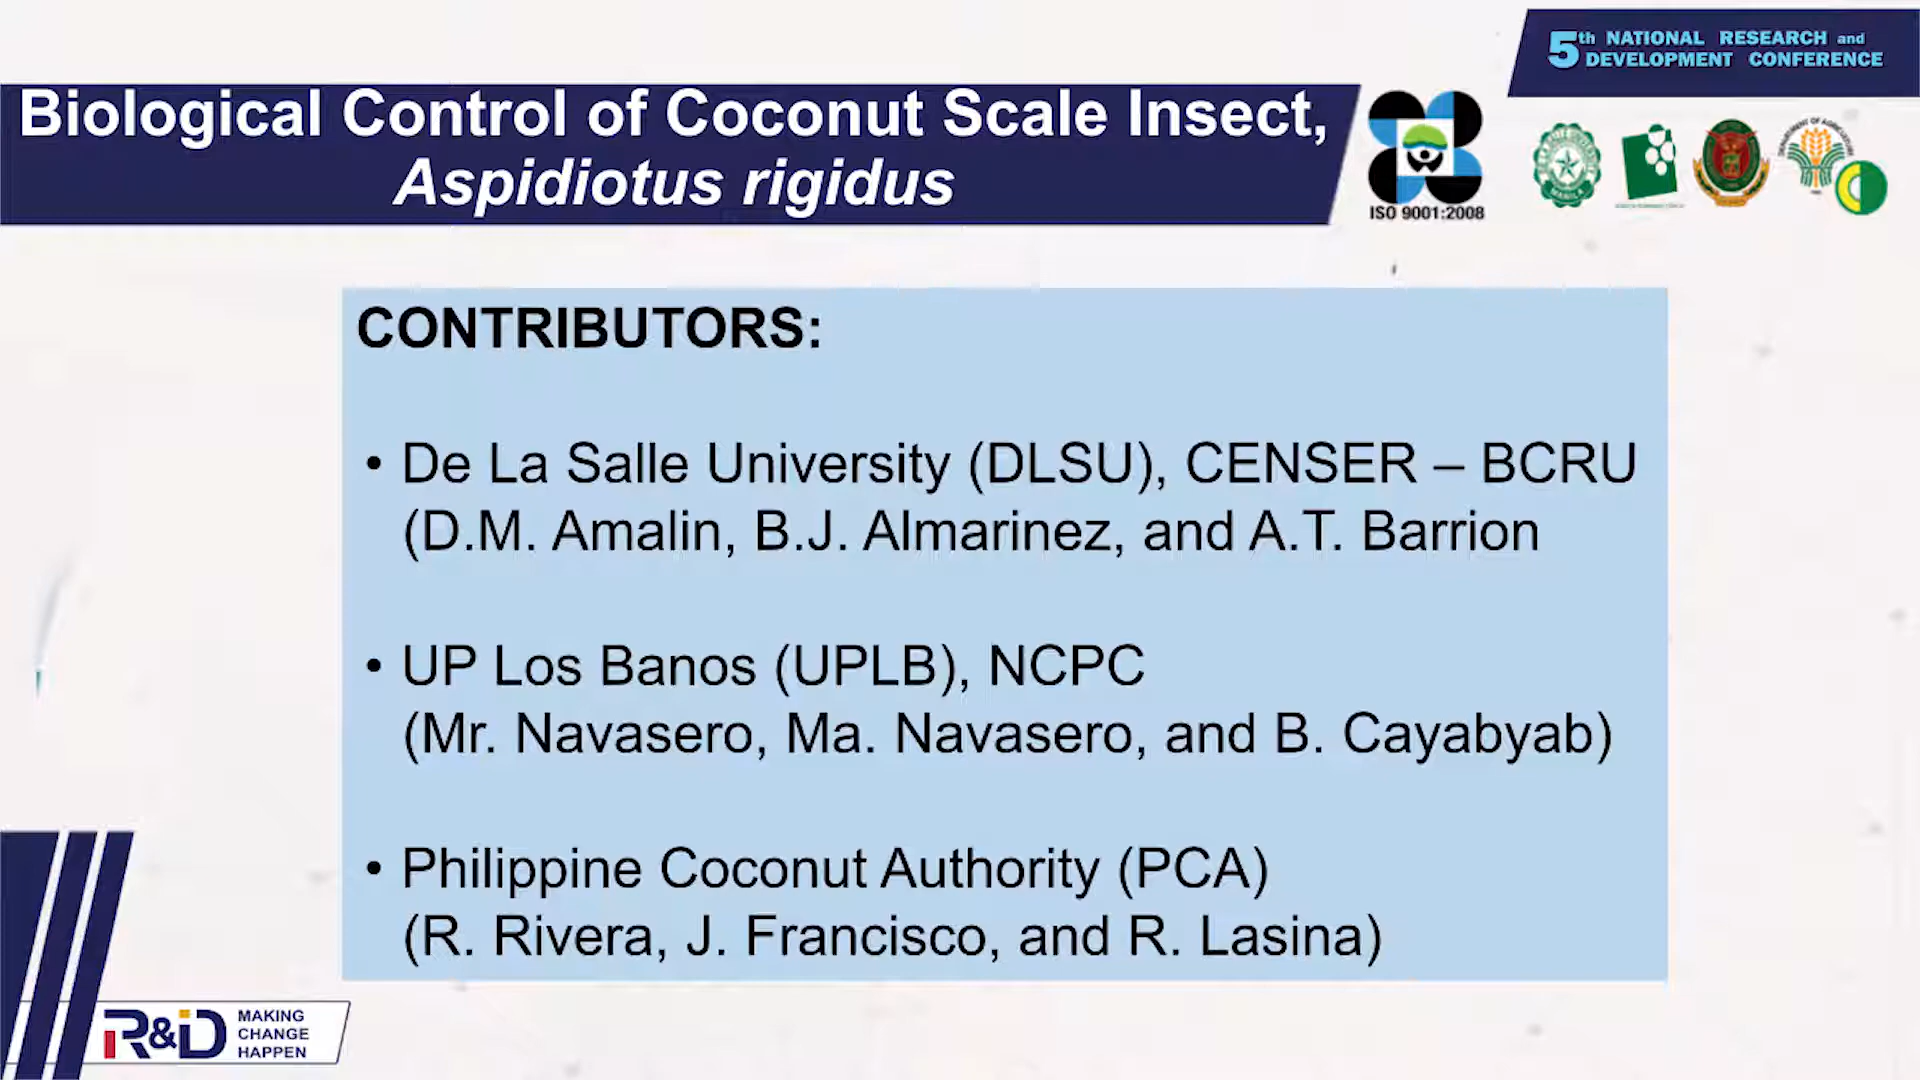 5th NATIONAL RESEARCH and
DEVELOPMENT CONFERENCE
Biological Control of Coconut Scale Insect,
Aspidiotus rigidus
ISO 9001:2008
CONTRIBUTORS:
• De La Salle University (DLSU), CENSER – BCRU
(D.M. Amalin, B.J. Almarinez, and A.T. Barrion
• UP Los Banos (UPLB), NCPC
(Mr. Navasero, Ma. Navasero, and B. Cayabyab)
• Philippine Coconut Authority (PCA)
(R. Rivera, J. Francisco, and R. Lasina)
R&D
MAKING
CHANGE
HAPPEN